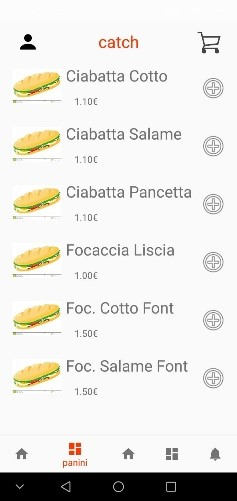 catch
Ciabatta Cotto
1.10€
Ciabatta Salame
1.10€
Ciabatta Pancetta
1.10€
Focaccia Liscia
1.00€
Foc. Cotto Font
1.50€
Foc. Salame Font
1.50€
panini